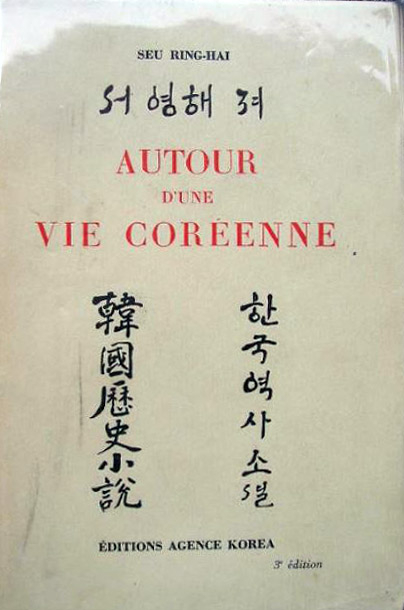 SEU RING-HAI
서영해 저
AUTOUR
D'UNE
VIE CORÉENNE
韓國歷史小說
한국역사소설
ÉDITIONS AGENCE KOREA
3e édition